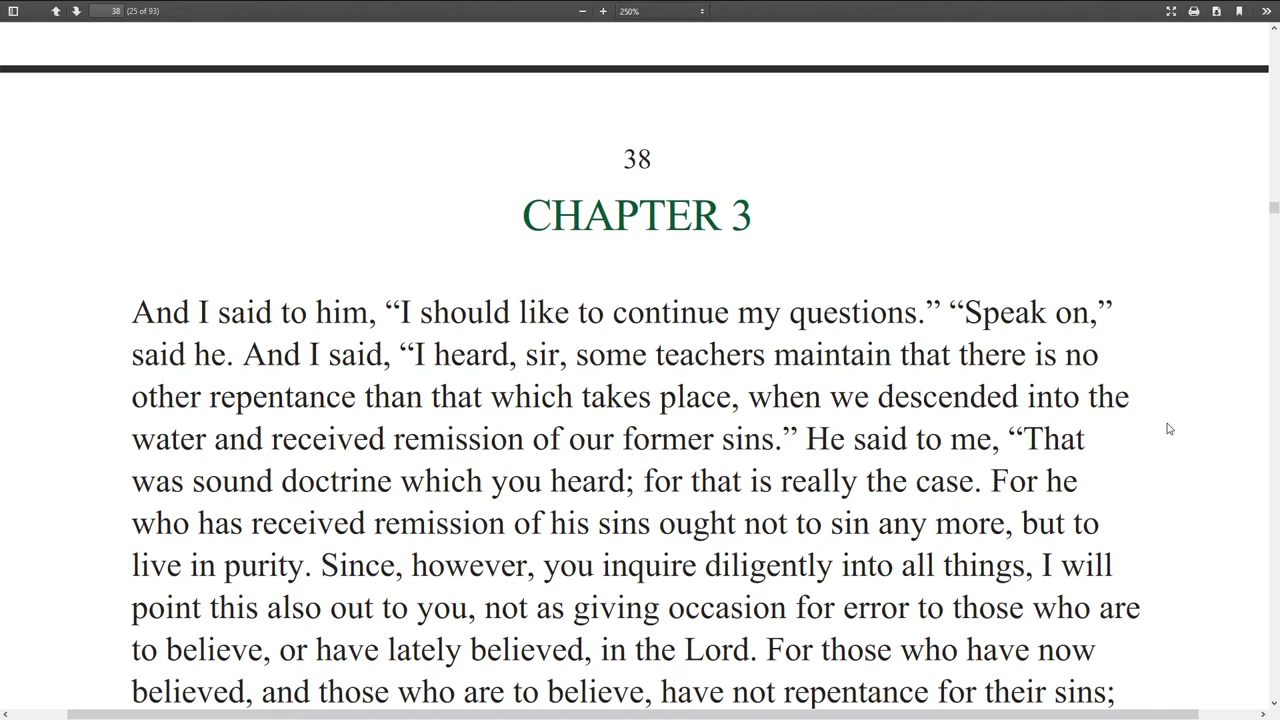 38 (25 of 93) 250%
38
CHAPTER 3
And I said to him, “I should like to continue my questions.” “Speak on,”
said he. And I said, “I heard, sir, some teachers maintain that there is no
other repentance than that which takes place, when we descended into the
water and received remission of our former sins.” He said to me, “That
was sound doctrine which you heard; for that is really the case. For he
who has received remission of his sins ought not to sin any more, but to
live in purity. Since, however, you inquire diligently into all things, I will
point this also out to you, not as giving occasion for error to those who are
to believe, or have lately believed, in the Lord. For those who have now
believed, and those who are to believe, have not repentance for their sins;